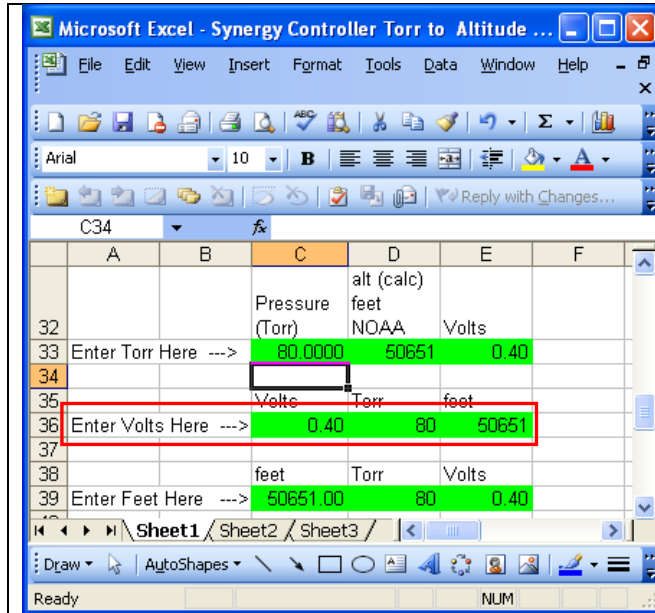 Microsoft Excel - Synergy Controller Torr to Altitude ...
File Edit View Insert Format Tools Data Window Help
ABC Σ
Arial 10 B A
Reply with Changes...
C34 fx
A B C D E F
32 Pressure (Torr) alt (calc) feet NOAA Volts
33 Enter Torr Here ---> 80.0000 50651 0.40
34
35 Volts Torr feet
36 Enter Volts Here ---> 0.40 80 50651
37
38 feet Torr Volts
39 Enter Feet Here ---> 50651.00 80 0.40
Sheet1 Sheet2 Sheet3
Draw AutoShapes A A
Ready NUM